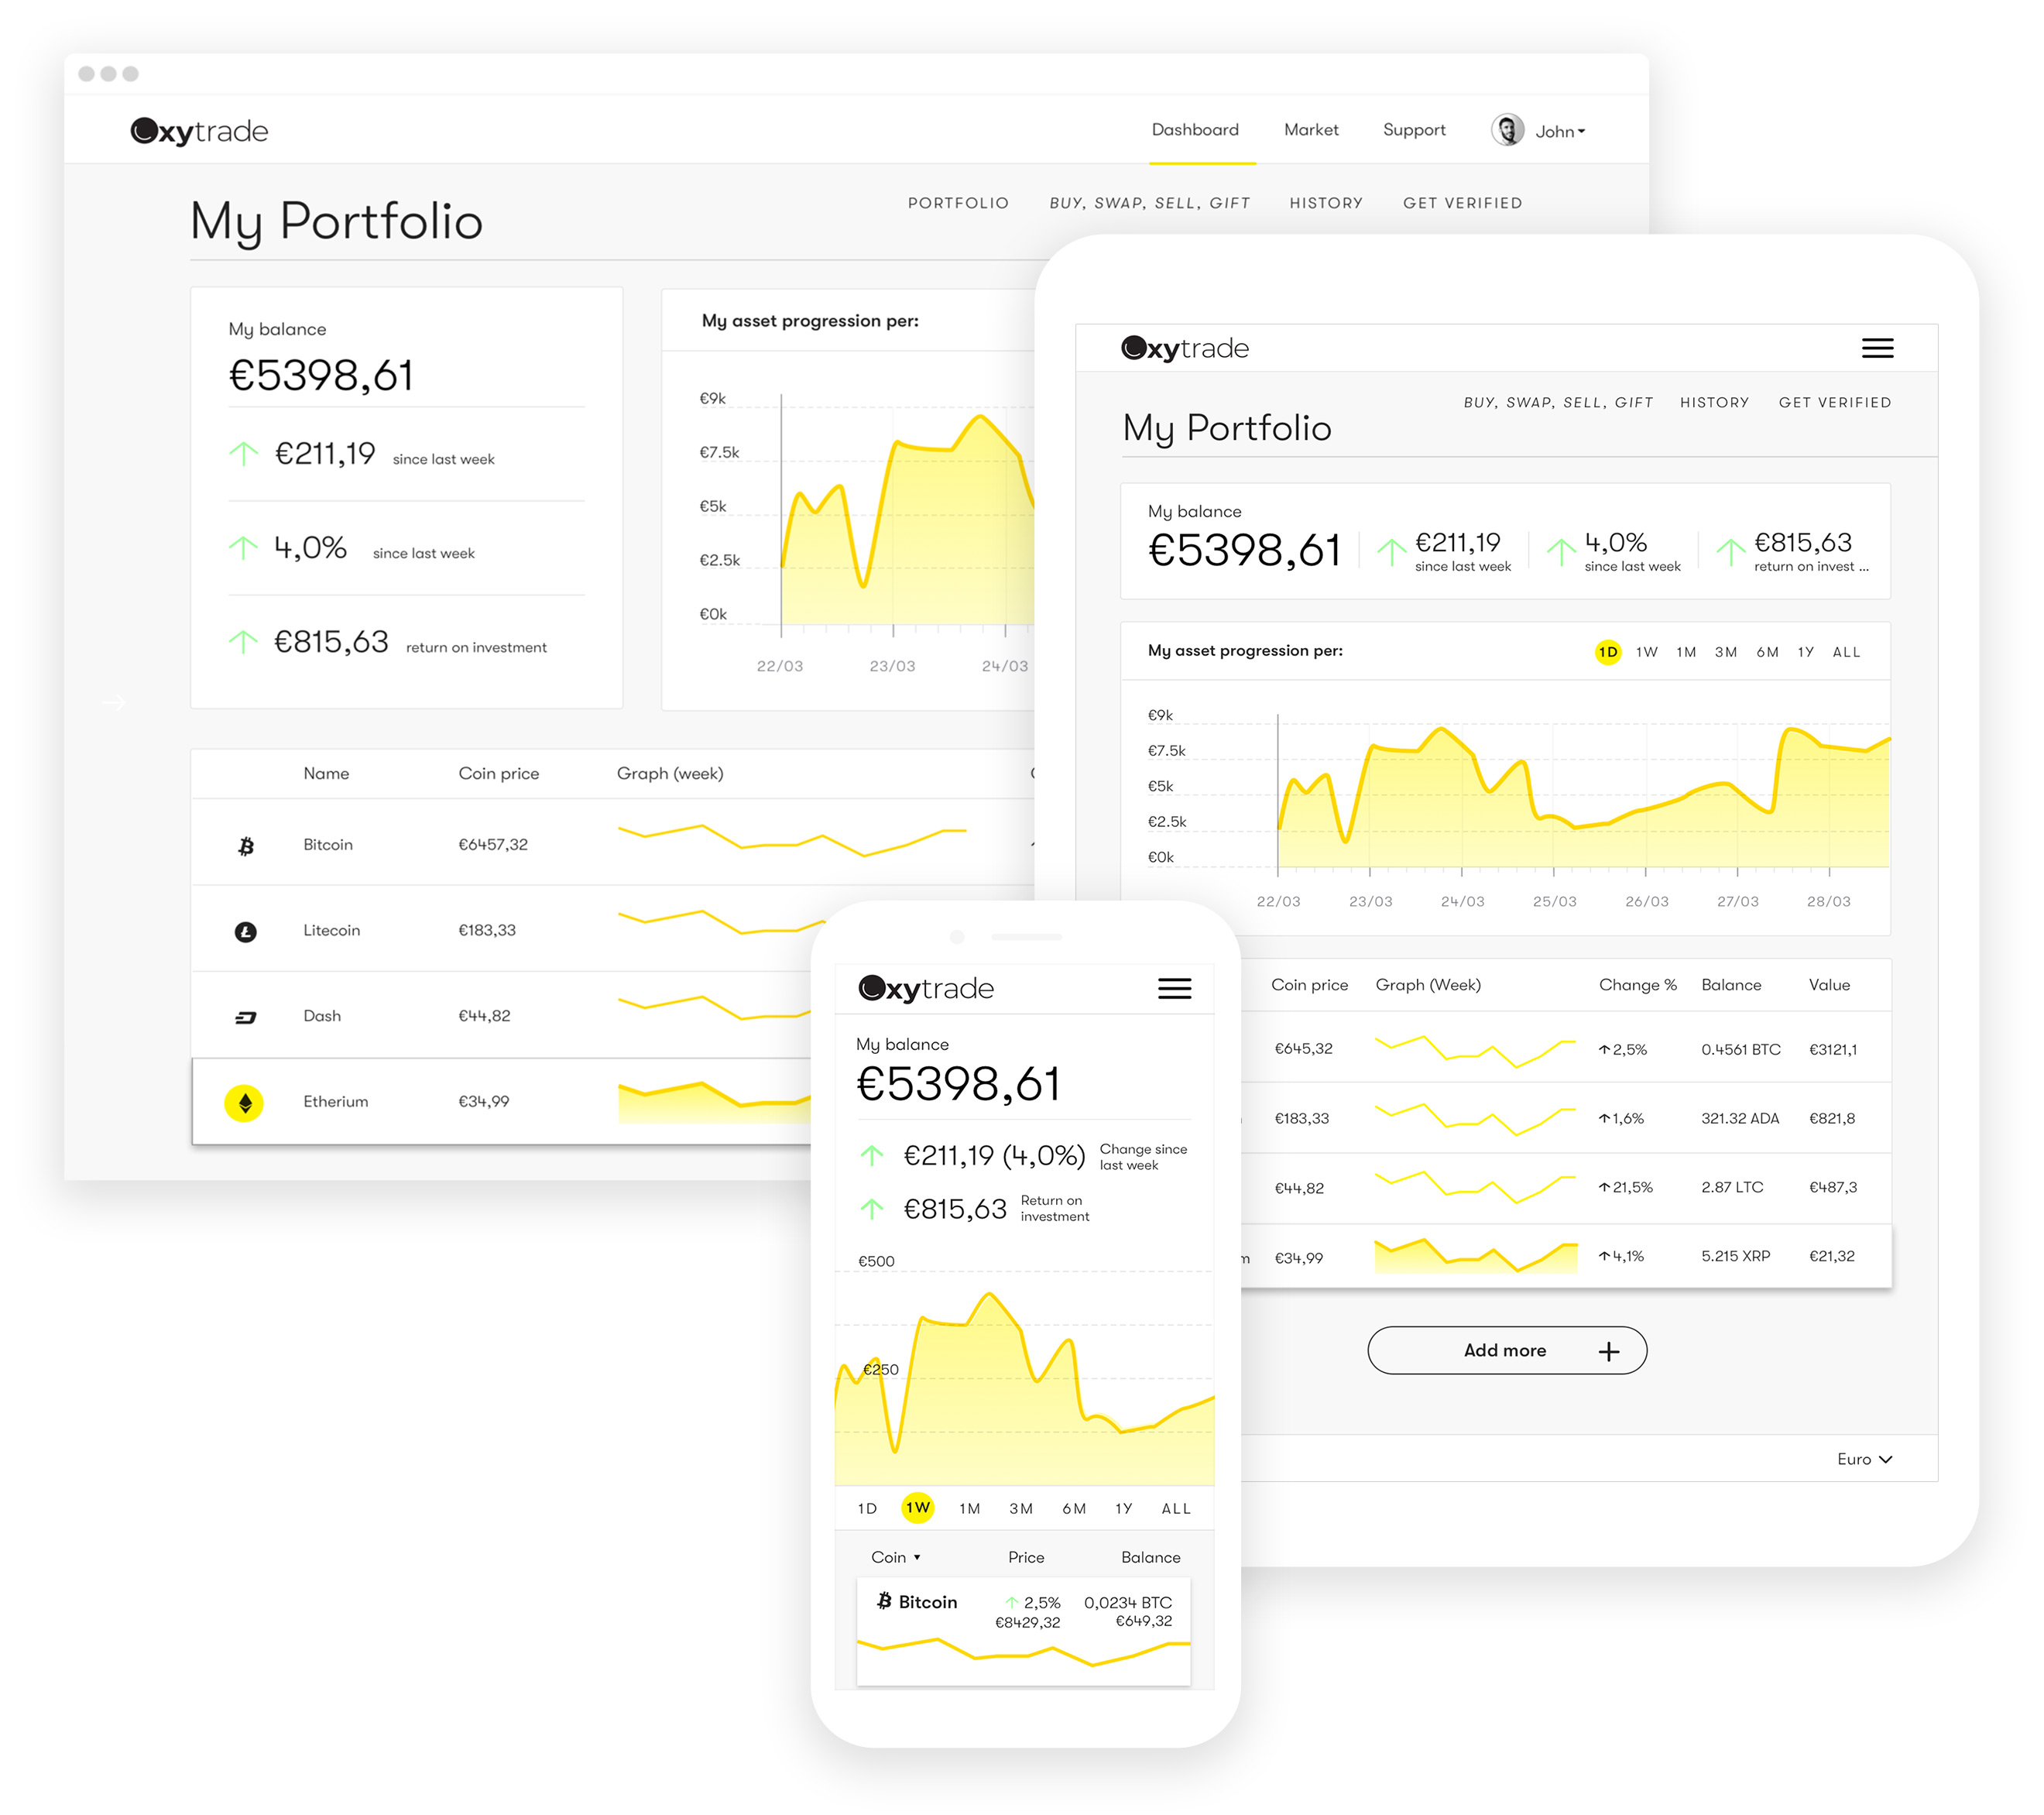 Oxytrade
Dashboard Market Support John
My Portfolio
PORTFOLIO BUY, SWAP, SELL, GIFT HISTORY GET VERIFIED
My balance
€5398,61
€211,19 since last week
4,0% since last week
€815,63 return on investment
My asset progression per:
€9k
€7.5k
€5k
€2.5k
€0k
22/03 23/03 24/03
Name Coin price Graph (week)
Bitcoin €6457,32
Litecoin €183,33
Dash €44,82
Etherium €34,99
Oxytrade
BUY, SWAP, SELL, GIFT HISTORY GET VERIFIED
My Portfolio
My balance
€5398,61
€211,19
since last week
4,0%
since last week
€815,63
return on invest ...
My asset progression per:
1D 1W 1M 3M 6M 1Y ALL
€9k
€7.5k
€5k
€2.5k
€0k
22/03 23/03 24/03 25/03 26/03 27/03 28/03
Coin price Graph (Week) Change % Balance Value
€645,32 2,5% 0.4561 BTC €3121,1
€183,33 1,6% 321.32 ADA €821,8
€44,82 21,5% 2.87 LTC €487,3
m €34,99 4,1% 5.215 XRP €21,32
Add more +
Euro
Oxytrade
My balance
€5398,61
€211,19 (4,0%) Change since
last week
€815,63 Return on
investment
€500
€250
1D 1W 1M 3M 6M 1Y ALL
Coin Price Balance
Bitcoin 2,5% 0,0234 BTC
€8429,32 €649,32